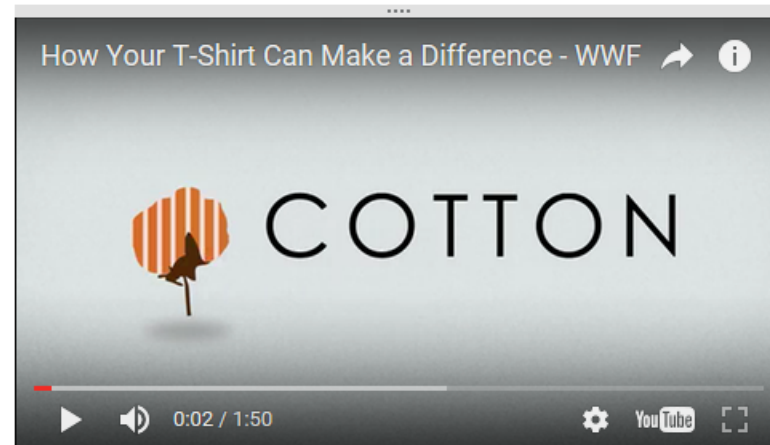 How Your T-Shirt Can Make a Difference - WWF
COTTON
0:02 / 1:50
YouTube